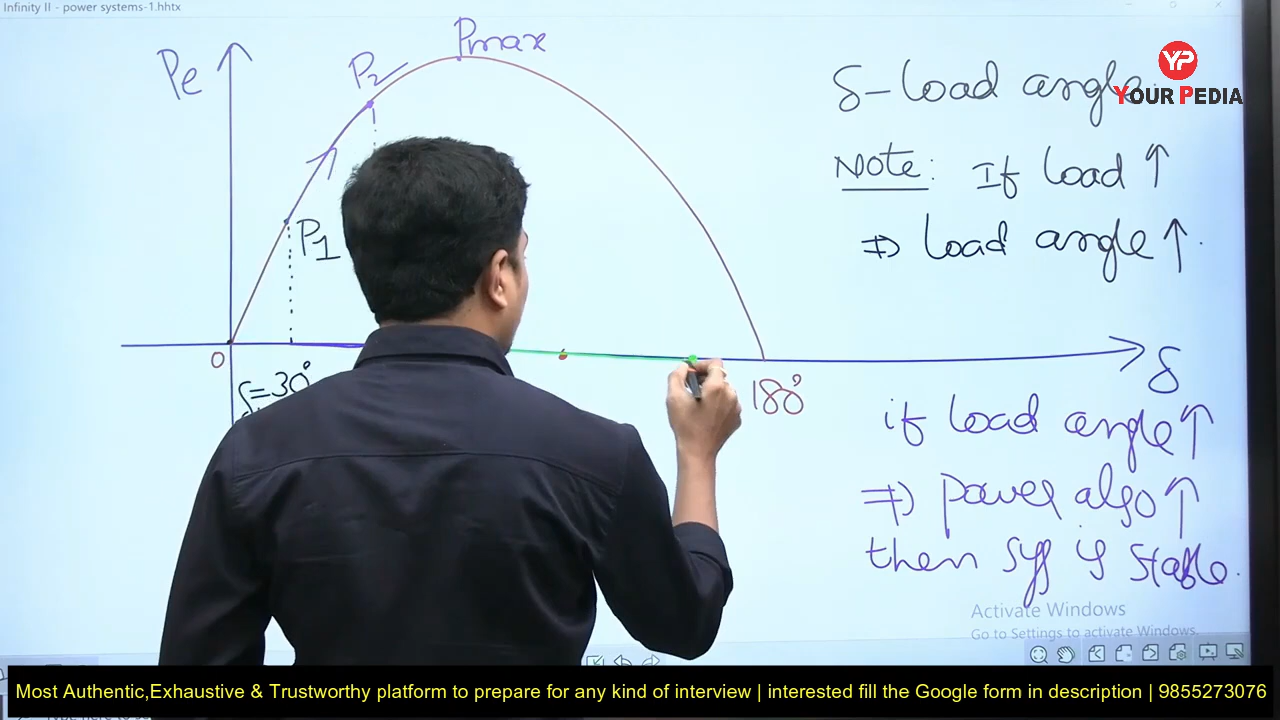 Infinity II - power systems-1.hhtx
Pe
P2
Pmax
P1
0
δ=30°
180°
δ
δ-Load angle.
YP
YOUR PEDIA
Note: If Load ↑
⇒ Load angle ↑.
if load angle ↑
⇒ power also ↑
then sys is stable.
Activate Windows
Go to Settings to activate Windows.
Most Authentic,Exhaustive & Trustworthy platform to prepare for any kind of interview | interested fill the Google form in description | 9855273076